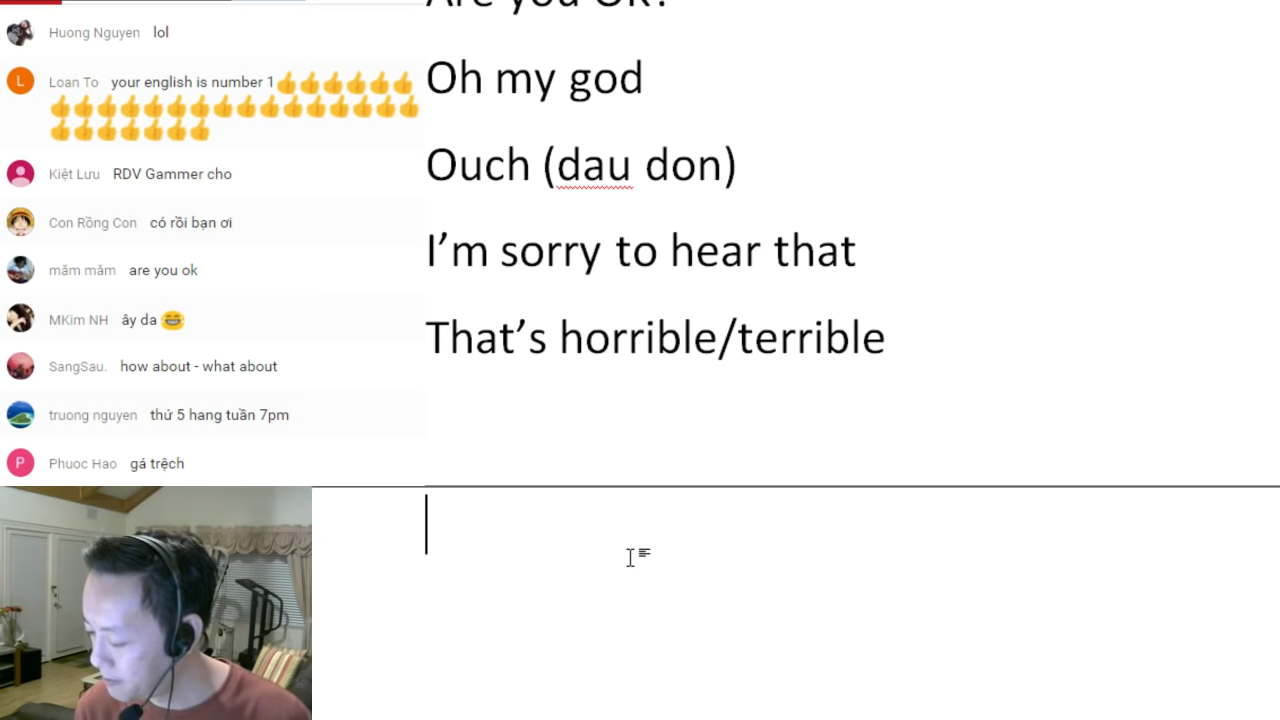 Huong Nguyen lol
Loan To your english is number 1
Kiệt Lưu RDV Gammer cho
Con Rồng Con có rồi bạn ơi
măm măm are you ok
MKim NH ây da
SangSau. how about - what about
truong nguyen thứ 5 hang tuần 7pm
Phuoc Hao gá trệch
Are you OK?
Oh my god
Ouch (dau don)
I’m sorry to hear that
That’s horrible/terrible
L
P